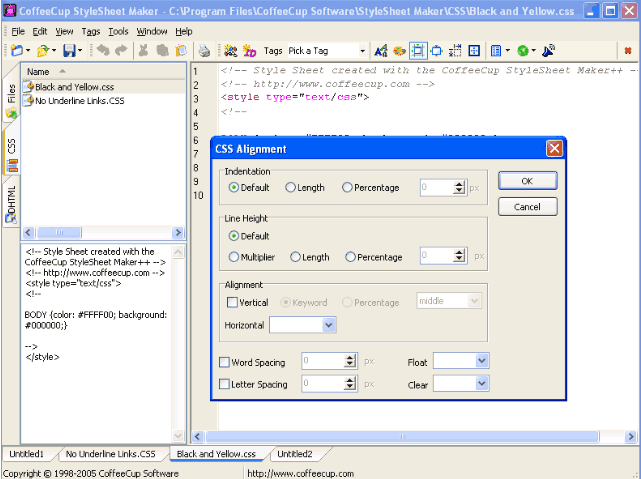 CoffeeCup StyleSheet Maker - C:\Program Files\CoffeeCup Software\StyleSheet Maker\CSS\Black and Yellow.css
File Edit View Tags Tools Window Help
Tags Pick a Tag
Files
CSS
DHTML
Name
Black and Yellow.css
No Underline Links.CSS
<!-- Style Sheet created with the
CoffeeCup StyleSheet Maker++ -->
<!-- http://www.coffeecup.com -->
<style type="text/css">
<!--
BODY {color: #FFFF00; background:
#000000;}
-->
</style>
1 <!-- Style Sheet created with the CoffeeCup StyleSheet Maker++ --
2 <!-- http://www.coffeecup.com -->
3 <style type="text/css">
4 <!--
5
6
7
8
9
10
CSS Alignment
Indentation
Default Length Percentage 0 px
OK
Cancel
Line Height
Default
Multiplier Length Percentage 0 px
Alignment
Vertical Keyword Percentage middle
Horizontal
Word Spacing 0 px Float
Letter Spacing 0 px Clear
Untitled1 No Underline Links.CSS Black and Yellow.css Untitled2
Copyright © 1998-2005 CoffeeCup Software http://www.coffeecup.com